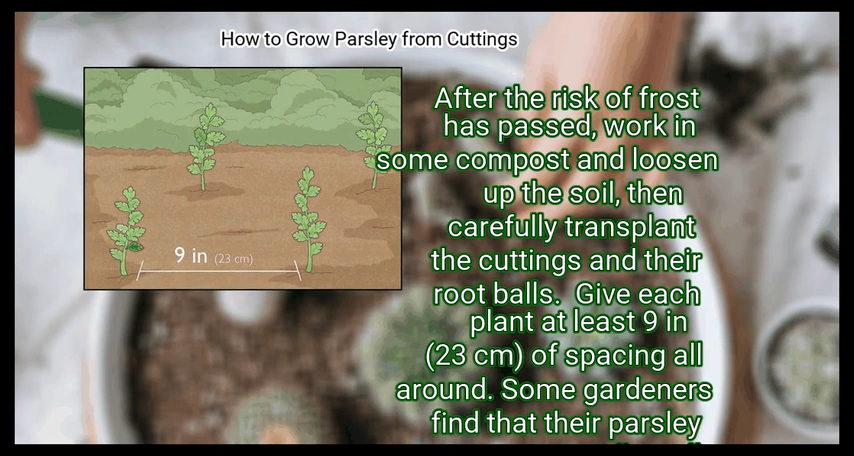 How to Grow Parsley from Cuttings
After the risk of frost
has passed, work in
some compost and loosen
up the soil, then
carefully transplant
the cuttings and their
root balls.  Give each
plant at least 9 in
(23 cm) of spacing all
around. Some gardeners
find that their parsley
9 in (23 cm)